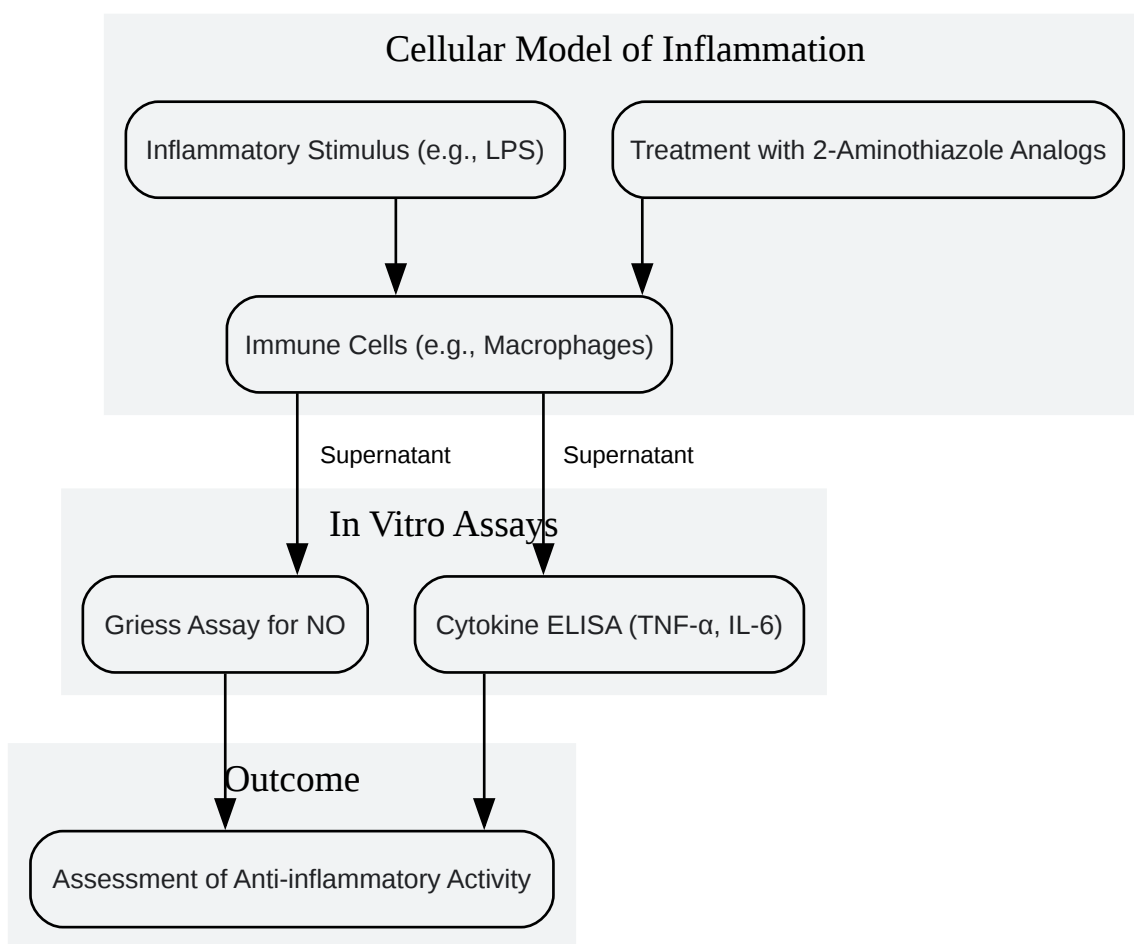 Cellular Model of Inflammation
Inflammatory Stimulus (e.g., LPS)
Treatment with 2-Aminothiazole Analogs
Immune Cells (e.g., Macrophages)
Supernatant
Supernatant
In Vitro Assays
Griess Assay for NO
Cytokine ELISA (TNF-α, IL-6)
Outcome
Assessment of Anti-inflammatory Activity